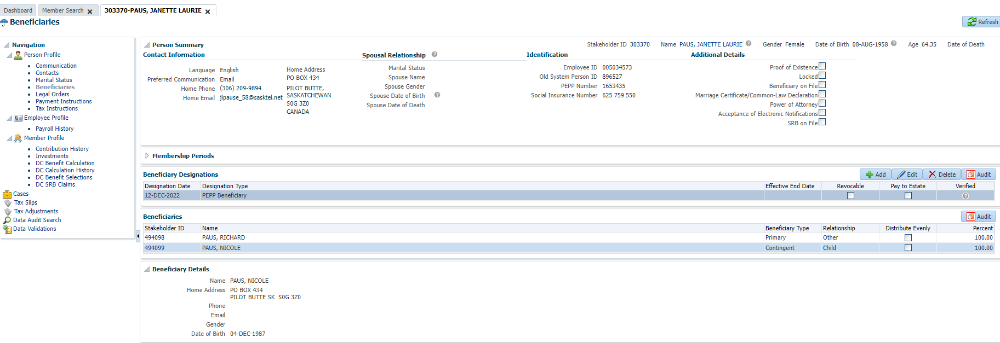 Dashboard
Member Search
303370-PAUS, JANETTE LAURIE
Beneficiaries
Refresh
Navigation
Person Profile
Communication
Contacts
Marital Status
Beneficiaries
Legal Orders
Payment Instructions
Tax Instructions
Employee Profile
Payroll History
Member Profile
Contribution History
Investments
DC Benefit Calculation
DC Calculation History
DC Benefit Selections
DC SRB Claims
Cases
Tax Slips
Tax Adjustments
Data Audit Search
Data Validations
Person Summary
Stakeholder ID 303370 Name PAUS, JANETTE LAURIE Gender Female Date of Birth 08-AUG-1958 Age 64.35 Date of Death
Contact Information
Language English
Preferred Communication Email
Home Phone (306) 209-9894
Home Email jlpause_58@sasktel.net
Home Address
PO BOX 434
PILOT BUTTE,
SASKATCHEWAN
S0G 3Z0
CANADA
Spousal Relationship
Marital Status
Spouse Name
Spouse Gender
Spouse Date of Birth
Spouse Date of Death
Identification
Employee ID 005034573
Old System Person ID 896527
PEPP Number 1653435
Social Insurance Number 625 759 550
Additional Details
Proof of Existence
Locked
Beneficiary on File
Marriage Certificate/Common-Law Declaration
Power of Attorney
Acceptance of Electronic Notifications
SRB on File
Membership Periods
Beneficiary Designations
Add Edit Delete Audit
Designation Date Designation Type Effective End Date Revocable Pay to Estate Verified
12-DEC-2022 PEPP Beneficiary
Beneficiaries
Audit
Stakeholder ID Name Beneficiary Type Relationship Distribute Evenly Percent
494098 PAUS, RICHARD Primary Other 100.00
494099 PAUS, NICOLE Contingent Child 100.00
Beneficiary Details
Name PAUS, NICOLE
Home Address PO BOX 434
PILOT BUTTE SK S0G 3Z0
Phone
Email
Gender
Date of Birth 04-DEC-1987